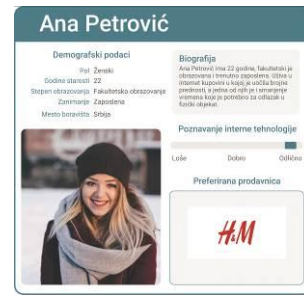 Ana Petrović
Demografski podaci
Pol Ženski
Godine starosti 22
Stepen obrazovanja Fakultetsko obrazovanje
Zanimanje Zaposlena
Mesto boravišta Srbija
Biografija
Ana Petrović ima 22 godine, fakultetski je
obrazovana i trenutno zaposlena. Uživa u
internet kupovini u kojoj je uočila brojne
prednosti, a jedna od njih je i smanjenje
vremena koje je potrebno za odlazak u
fizički objekat.
Poznavanje interne tehnologije
Loše Dobro Odlično
Preferirana prodavnica
H&M